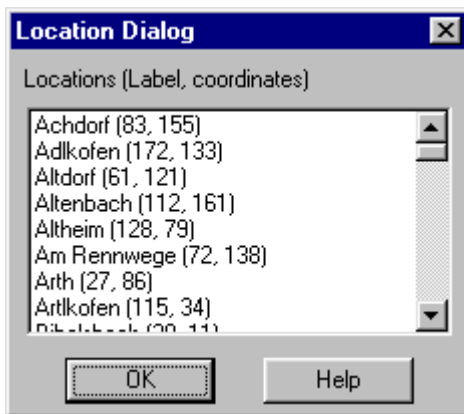 Location Dialog
Locations (Label, coordinates)
Achdorf (83, 155)
Adlkofen (172, 133)
Altdorf (61, 121)
Altenbach (112, 161)
Altheim (128, 79)
Am Rennwege (72, 138)
Arth (27, 86)
Artlkofen (115, 34)
OK Help